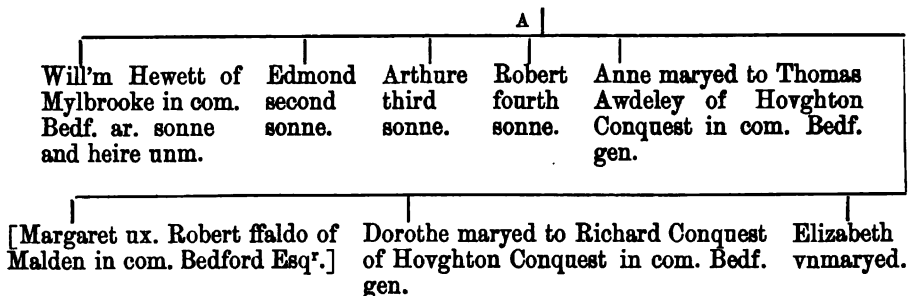 A
Will'm Hewett of Mylbrooke in com. Bedf. ar. sonne and heire unm.
Edmond second sonne.
Arthure third sonne.
Robert fourth sonne.
Anne maryed to Thomas Awdeley of Hovghton Conquest in com. Bedf. gen.
[Margaret ux. Robert ffaldo of Malden in com. Bedford Esqʳ.]
Dorothe maryed to Richard Conquest of Hovghton Conquest in com. Bedf. gen.
Elizabeth vnmaryed.